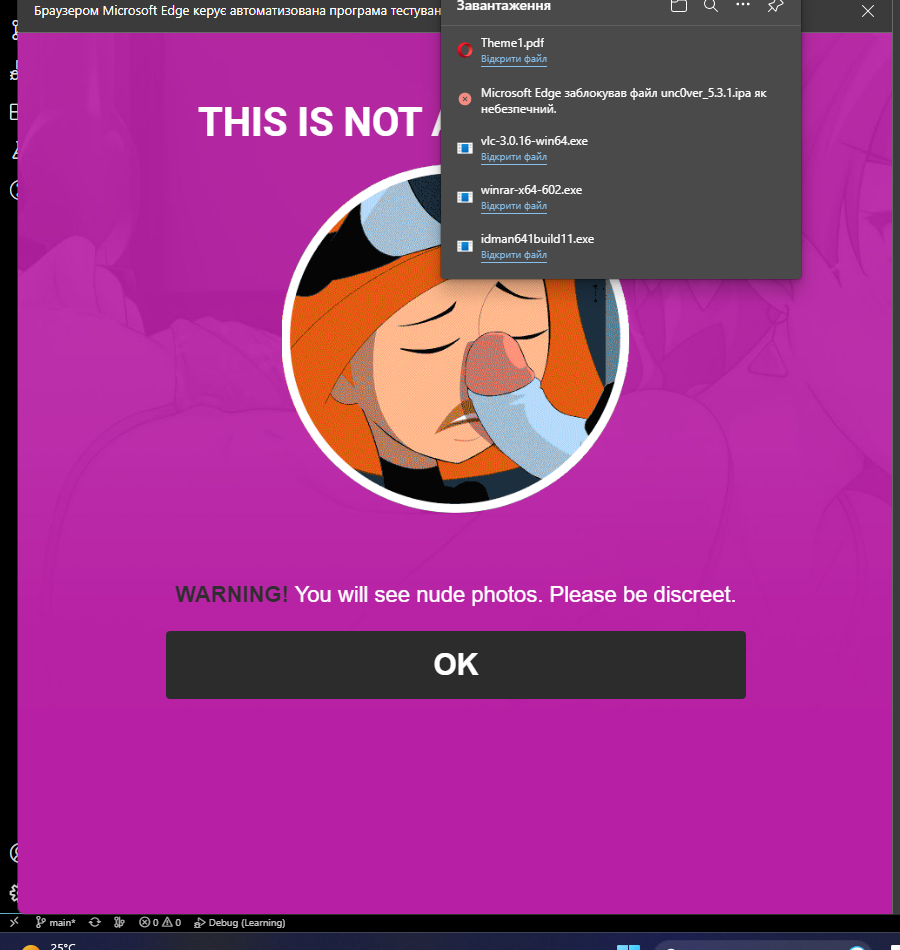 Браузером Microsoft Edge керує автоматизована програма тестуван
Завантаження
Theme1.pdf
Відкрити файл
Microsoft Edge заблокував файл unc0ver_5.3.1.ipa як
небезпечний.
vlc-3.0.16-win64.exe
Відкрити файл
winrar-x64-602.exe
Відкрити файл
idman641build11.exe
Відкрити файл
THIS IS NOT A
WARNING! You will see nude photos. Please be discreet.
OK
main* 0 0 Debug (Learning)
25°C